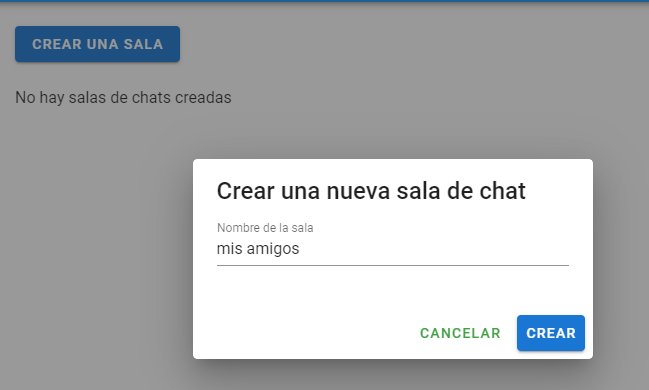 CREAR UNA SALA
No hay salas de chats creadas
Crear una nueva sala de chat
Nombre de la sala
mis amigos
CANCELAR CREAR